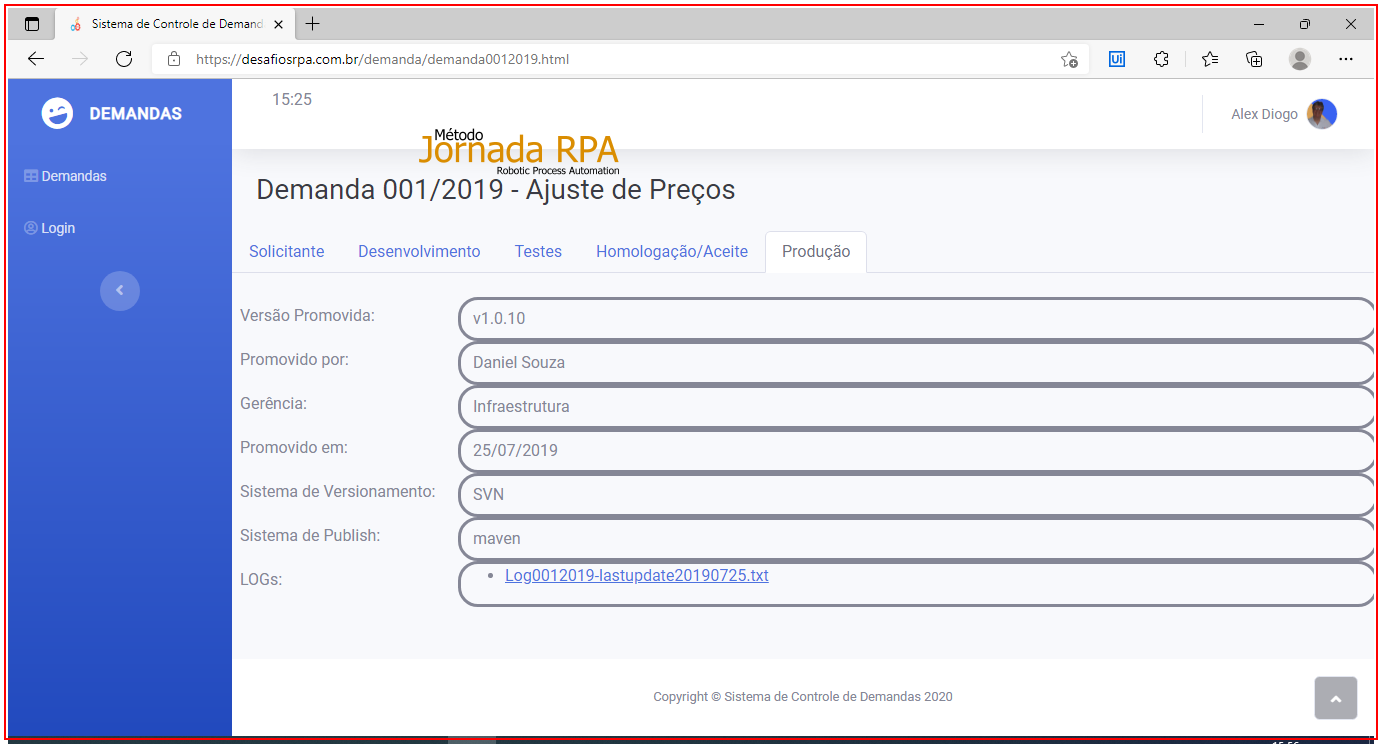 Sistema de Controle de Demand
https://desafiosrpa.com.br/demanda/demanda0012019.html
Ui
DEMANDAS
Demandas
Login
15:25
Alex Diogo
Método
Jornada RPA
Robotic Process Automation
Demanda 001/2019 - Ajuste de Preços
Solicitante Desenvolvimento Testes Homologação/Aceite Produção
Versão Promovida: v1.0.10
Promovido por: Daniel Souza
Gerência: Infraestrutura
Promovido em: 25/07/2019
Sistema de Versionamento: SVN
Sistema de Publish: maven
LOGs: Log0012019-lastupdate20190725.txt
Copyright © Sistema de Controle de Demandas 2020